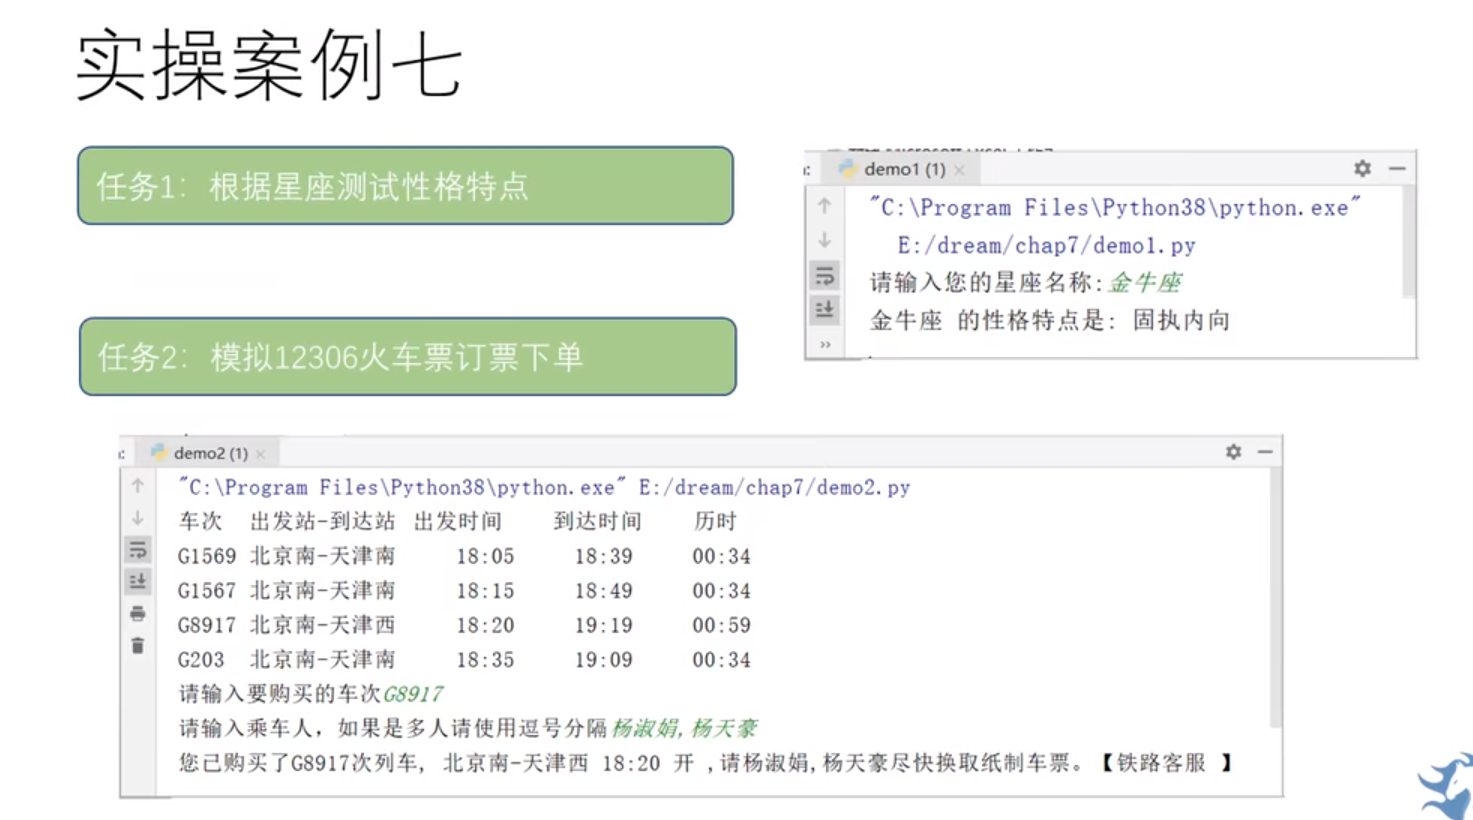 实操案例七
任务1：根据星座测试性格特点
demo1 (1)
"C:\Program Files\Python38\python.exe"
E:/dream/chap7/demo1.py
请输入您的星座名称:金牛座
金牛座 的性格特点是: 固执内向
任务2：模拟12306火车票订票下单
demo2 (1)
"C:\Program Files\Python38\python.exe" E:/dream/chap7/demo2.py
车次 出发站-到达站 出发时间 到达时间 历时
G1569 北京南-天津南 18:05 18:39 00:34
G1567 北京南-天津南 18:15 18:49 00:34
G8917 北京南-天津西 18:20 19:19 00:59
G203 北京南-天津南 18:35 19:09 00:34
请输入要购买的车次G8917
请输入乘车人, 如果是多人请使用逗号分隔杨淑娟,杨天豪
您已购买了G8917次列车, 北京南-天津西 18:20 开 ,请杨淑娟,杨天豪尽快换取纸制车票。【铁路客服 】